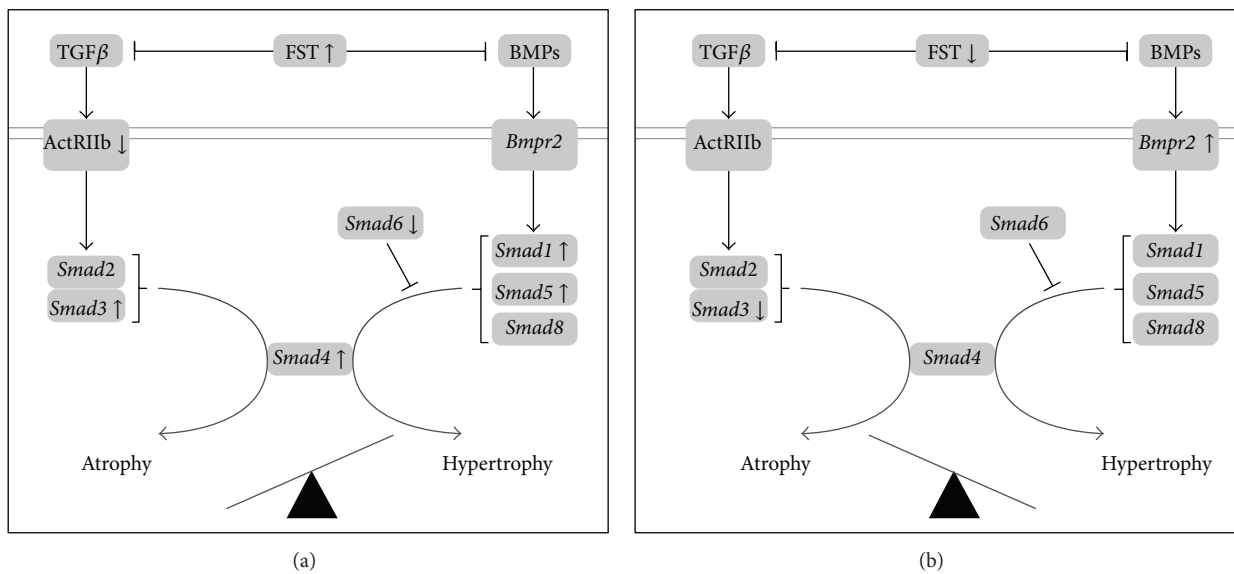 TGFβ FST ↑ BMPs
ActRIIb ↓ Bmpr2
Smad6 ↓
Smad1 ↑
Smad2
Smad5 ↑
Smad3 ↑
Smad8
Smad4 ↑
Atrophy Hypertrophy
(a)
TGFβ FST ↓ BMPs
ActRIIb Bmpr2 ↑
Smad6
Smad1
Smad2
Smad5
Smad3 ↓
Smad8
Smad4
Atrophy Hypertrophy
(b)